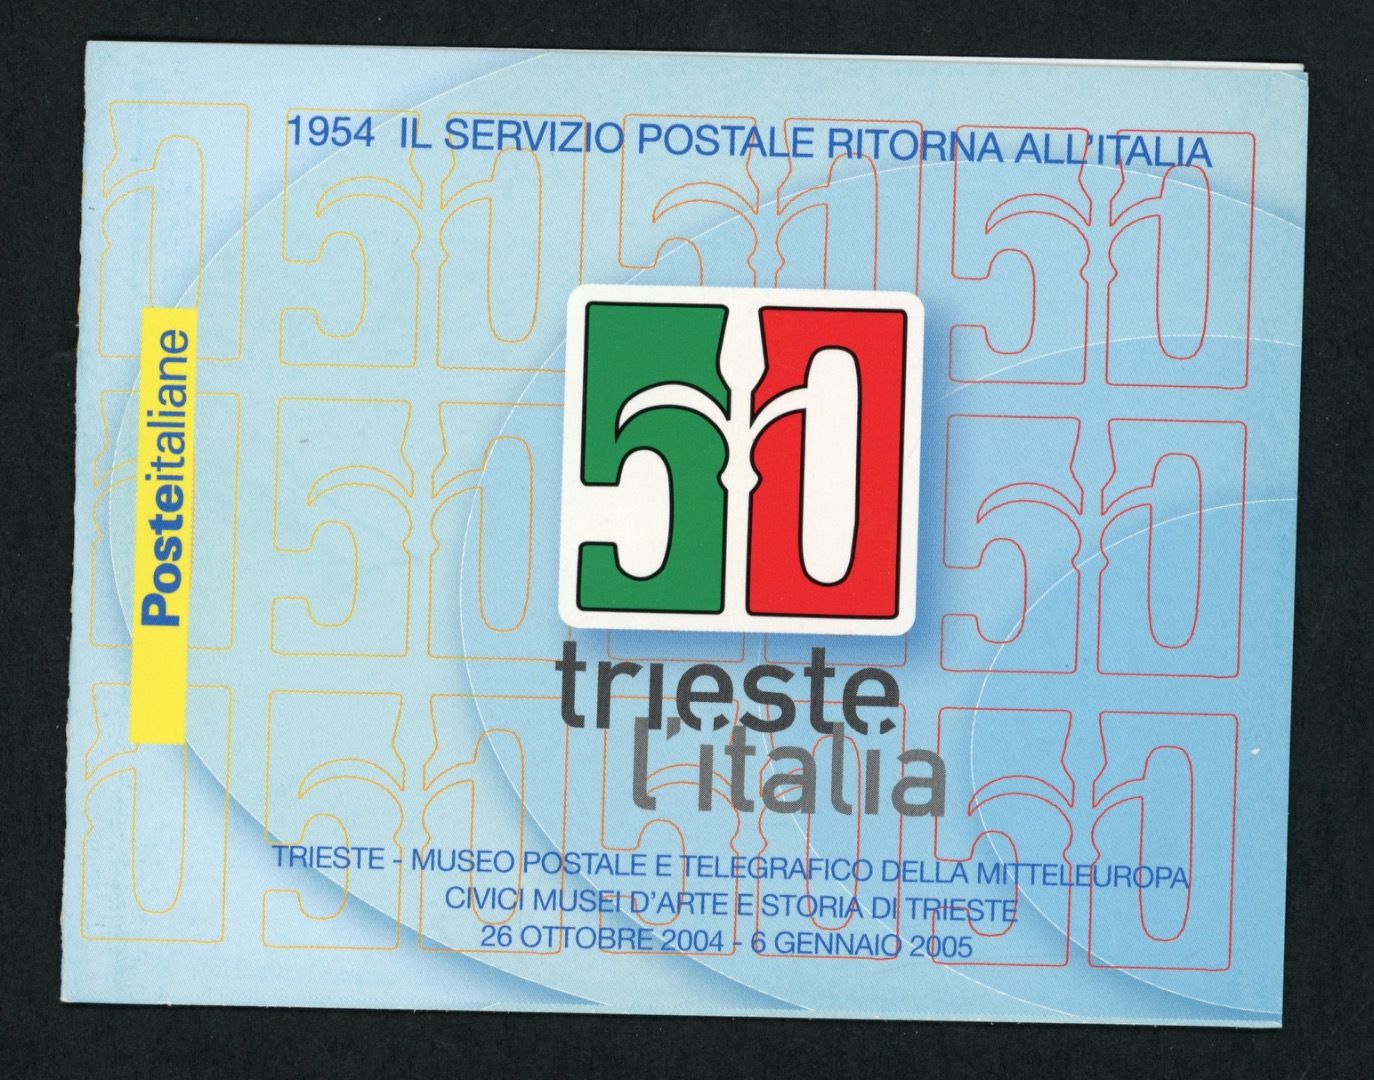 1954 IL SERVIZIO POSTALE RITORNA ALL'ITALIA
Posteitaliane
50
trieste
l'italia
TRIESTE - MUSEO POSTALE E TELEGRAFICO DELLA MITTELEUROPA
CIVICI MUSEI D'ARTE E STORIA DI TRIESTE
26 OTTOBRE 2004 - 6 GENNAIO 2005